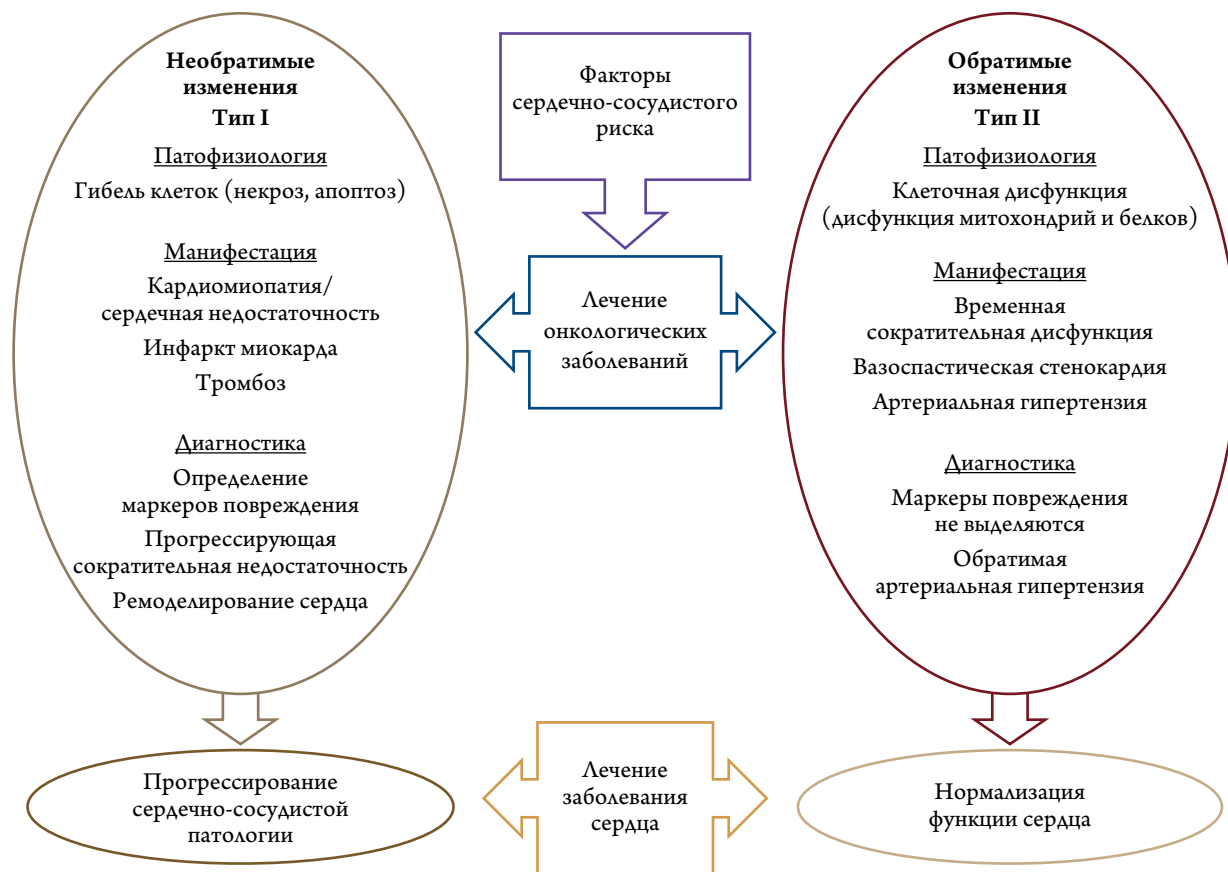 Необратимые
изменения
Тип I
Патофизиология
Гибель клеток (некроз, апоптоз)
Манифестация
Кардиомиопатия/
сердечная недостаточность
Инфаркт миокарда
Тромбоз
Диагностика
Определение
маркеров повреждения
Прогрессирующая
сократительная недостаточность
Ремоделирование сердца
Факторы
сердечно-сосудистого
риска
Лечение
онкологических
заболеваний
Обратимые
изменения
Тип II
Патофизиология
Клеточная дисфункция
(дисфункция митохондрий и белков)
Манифестация
Временная
сократительная дисфункция
Вазоспастическая стенокардия
Артериальная гипертензия
Диагностика
Маркеры повреждения
не выделяются
Обратимая
артериальная гипертензия
Прогрессирование
сердечно-сосудистой
патологии
Лечение
заболевания
сердца
Нормализация
функции сердца